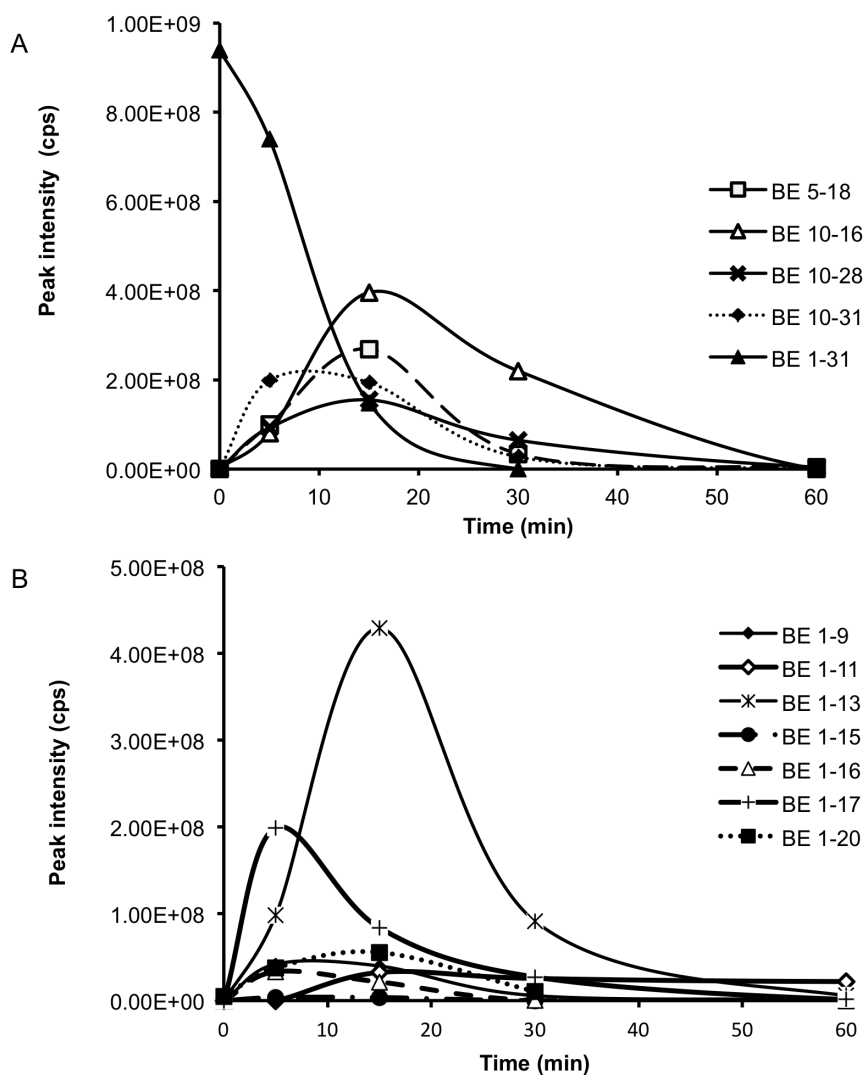 A
Peak intensity (cps)
1.00E+09
8.00E+08
6.00E+08
4.00E+08
2.00E+08
0.00E+00
0 10 20 30 40 50 60
Time (min)
BE 5-18
BE 10-16
BE 10-28
BE 10-31
BE 1-31
B
Peak intensity (cps)
5.00E+08
4.00E+08
3.00E+08
2.00E+08
1.00E+08
0.00E+00
0 10 20 30 40 50 60
Time (min)
BE 1-9
BE 1-11
BE 1-13
BE 1-15
BE 1-16
BE 1-17
BE 1-20